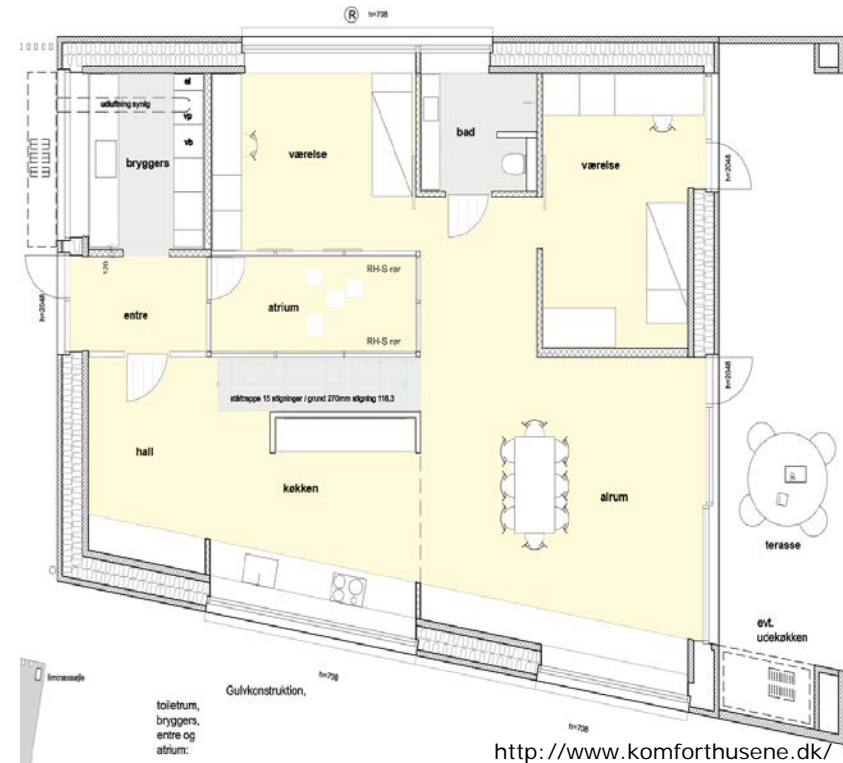 R h=708
el
udluftning synlig
vp
vb
bryggers
værelse
bad
værelse
h=2048
120
RH-S rør
entre
atrium
h=2048
RH-S rør
h=2048
ståltrappe 15 stigninger / grund 270mm stigning 118,3
hall
køkken
alrum
terasse
evt.
udekøkken
limtræssøjle
h=708
Gulvkonstruktion,
toiletrum,
bryggers,
entre og
atrium:
h=708
http://www.komforthusene.dk/